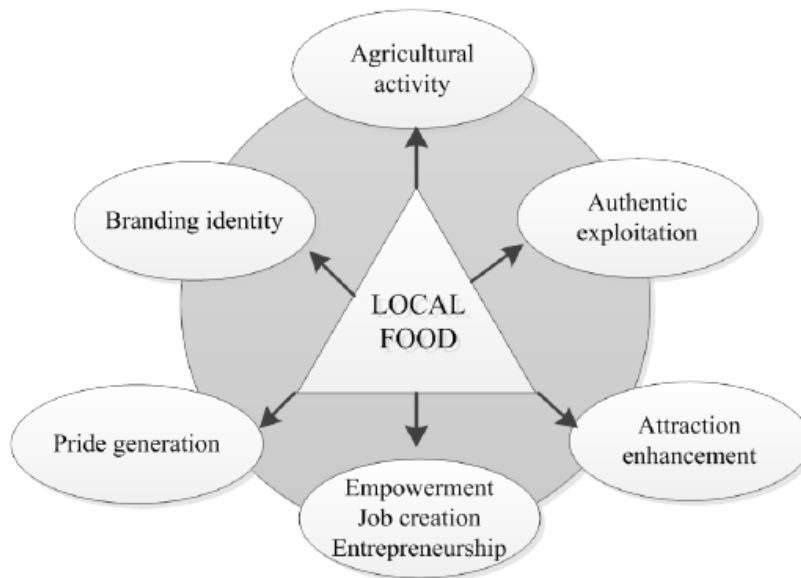 Agricultural
activity
Branding identity
Authentic
exploitation
LOCAL
FOOD
Pride generation
Attraction
enhancement
Empowerment
Job creation
Entrepreneurship